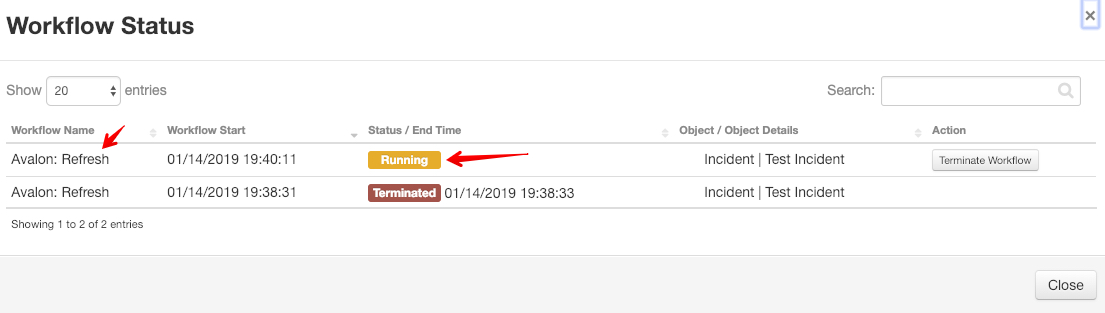 Workflow Status
×
Show 20 entries Search:
Workflow Name Workflow Start Status / End Time Object / Object Details Action
Avalon: Refresh 01/14/2019 19:40:11 Running Incident | Test Incident Terminate Workflow
Avalon: Refresh 01/14/2019 19:38:31 Terminated 01/14/2019 19:38:33 Incident | Test Incident
Showing 1 to 2 of 2 entries
Close